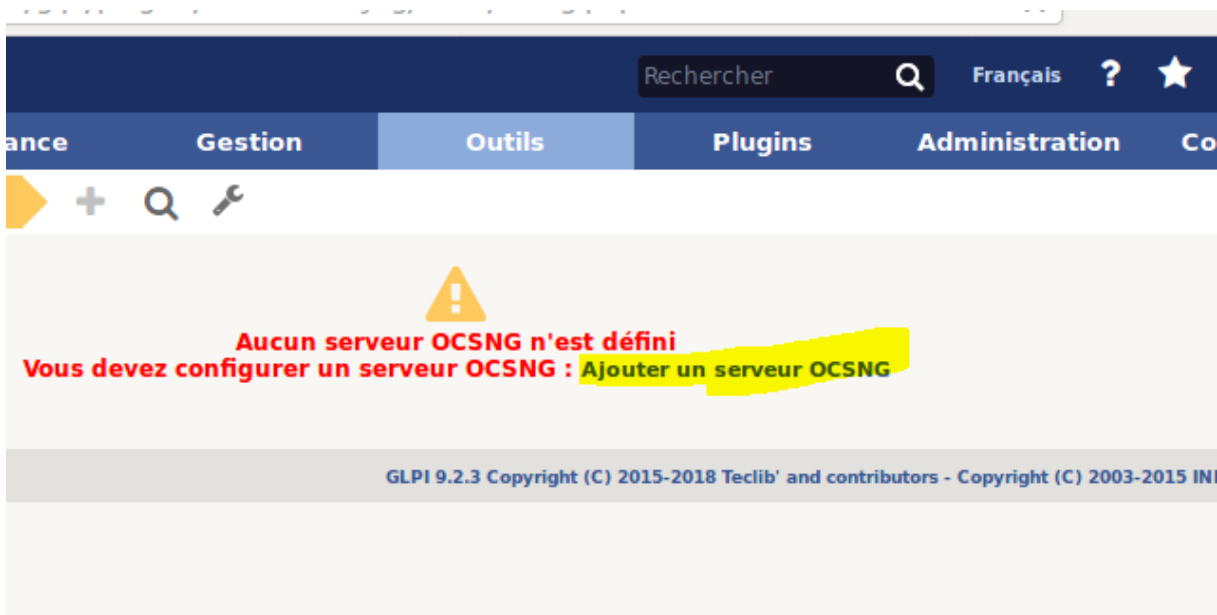 Rechercher
Français ?
ance Gestion Outils Plugins Administration Co
Aucun serveur OCSNG n'est défini
Vous devez configurer un serveur OCSNG : Ajouter un serveur OCSNG
GLPI 9.2.3 Copyright (C) 2015-2018 Teclib' and contributors - Copyright (C) 2003-2015 IN